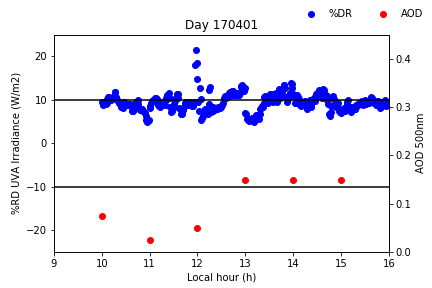 %DR AOD
Day 170401
%RD UVA Irradiance (W/m2)
20
10
0
−10
−20
0.4
0.3
0.2
0.1
0.0
AOD 500nm
9 10 11 12 13 14 15 16
Local hour (h)